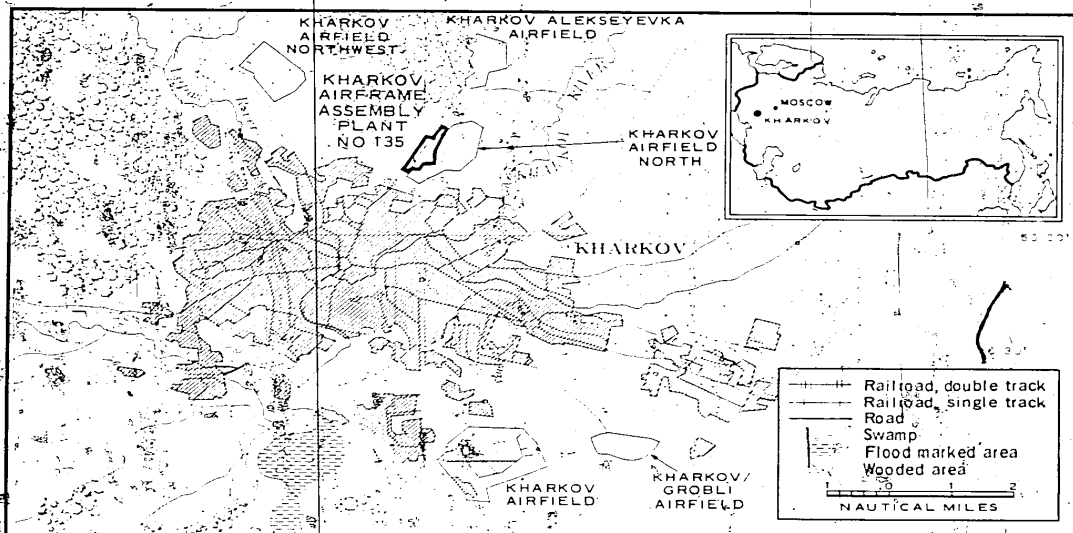 KHARKOV
AIRFIELD
NORTHWEST
KHARKOV ALEKSEYEVKA
AIRFIELD
KHARKOV
AIRFRAME
ASSEMBLY
PLANT
NO 135
RIVER
KHARKOV
KHARKOV
AIRFIELD
NORTH
MOSCOW
KHARKOV
KHARKOV
KHARKOV
AIRFIELD
KHARKOV/
GROBLI
AIRFIELD
Railroad, double track
Railroad, single track
Road
Swamp
Flood marked area
Wooded area
1 0 1 2
NAUTICAL MILES